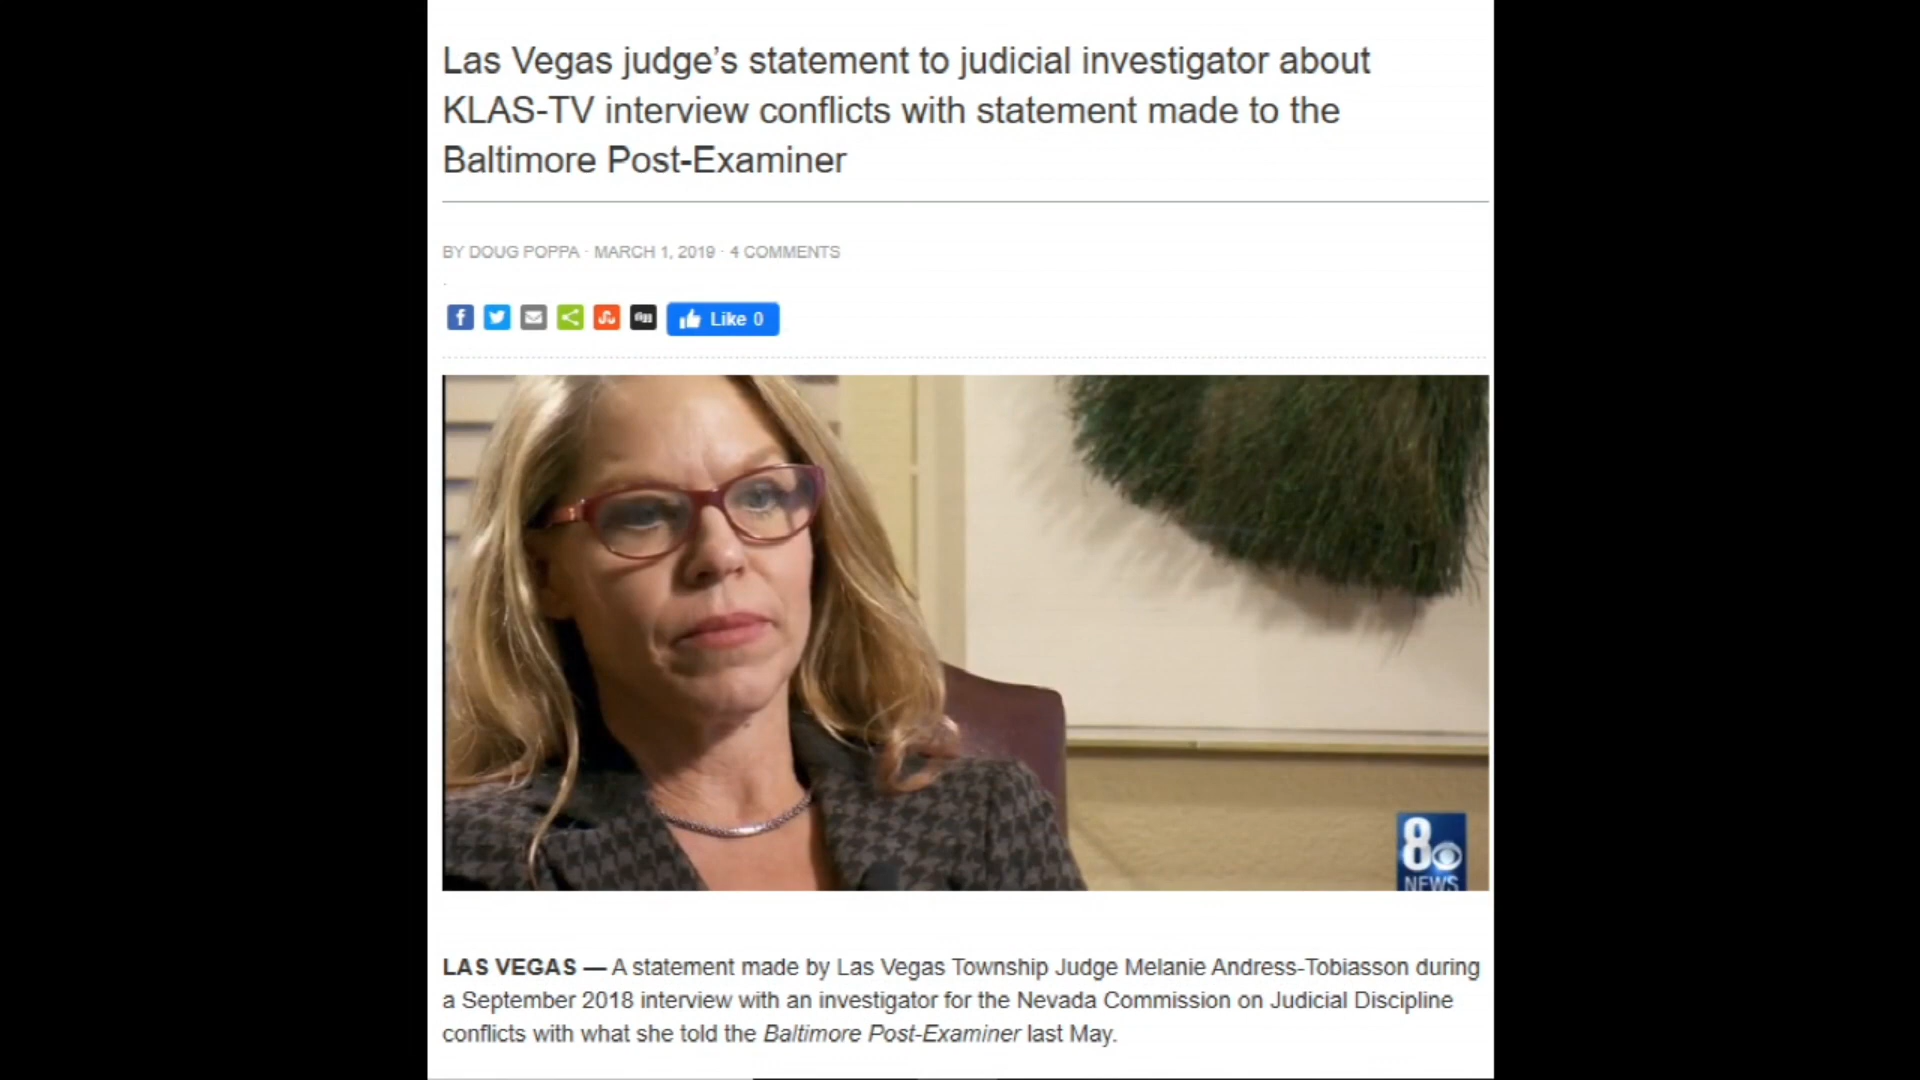 Las Vegas judge’s statement to judicial investigator about
KLAS-TV interview conflicts with statement made to the
Baltimore Post-Examiner
BY DOUG POPPA · MARCH 1, 2019 · 4 COMMENTS
Like 0
8
NEWS
LAS VEGAS — A statement made by Las Vegas Township Judge Melanie Andress-Tobiasson during
a September 2018 interview with an investigator for the Nevada Commission on Judicial Discipline
conflicts with what she told the Baltimore Post-Examiner last May.